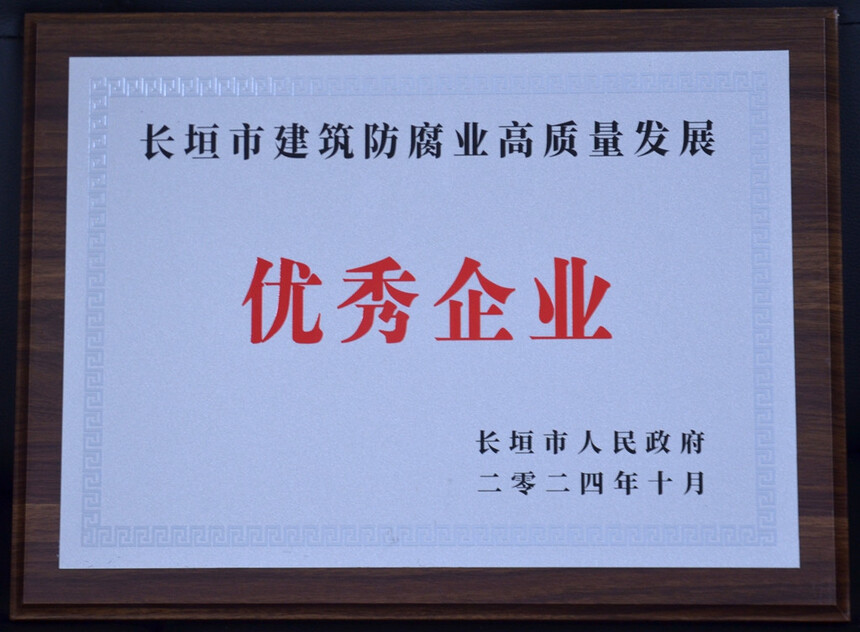 长垣市建筑防腐业高质量发展
优秀企业
长垣市人民政府
二零二四年十月